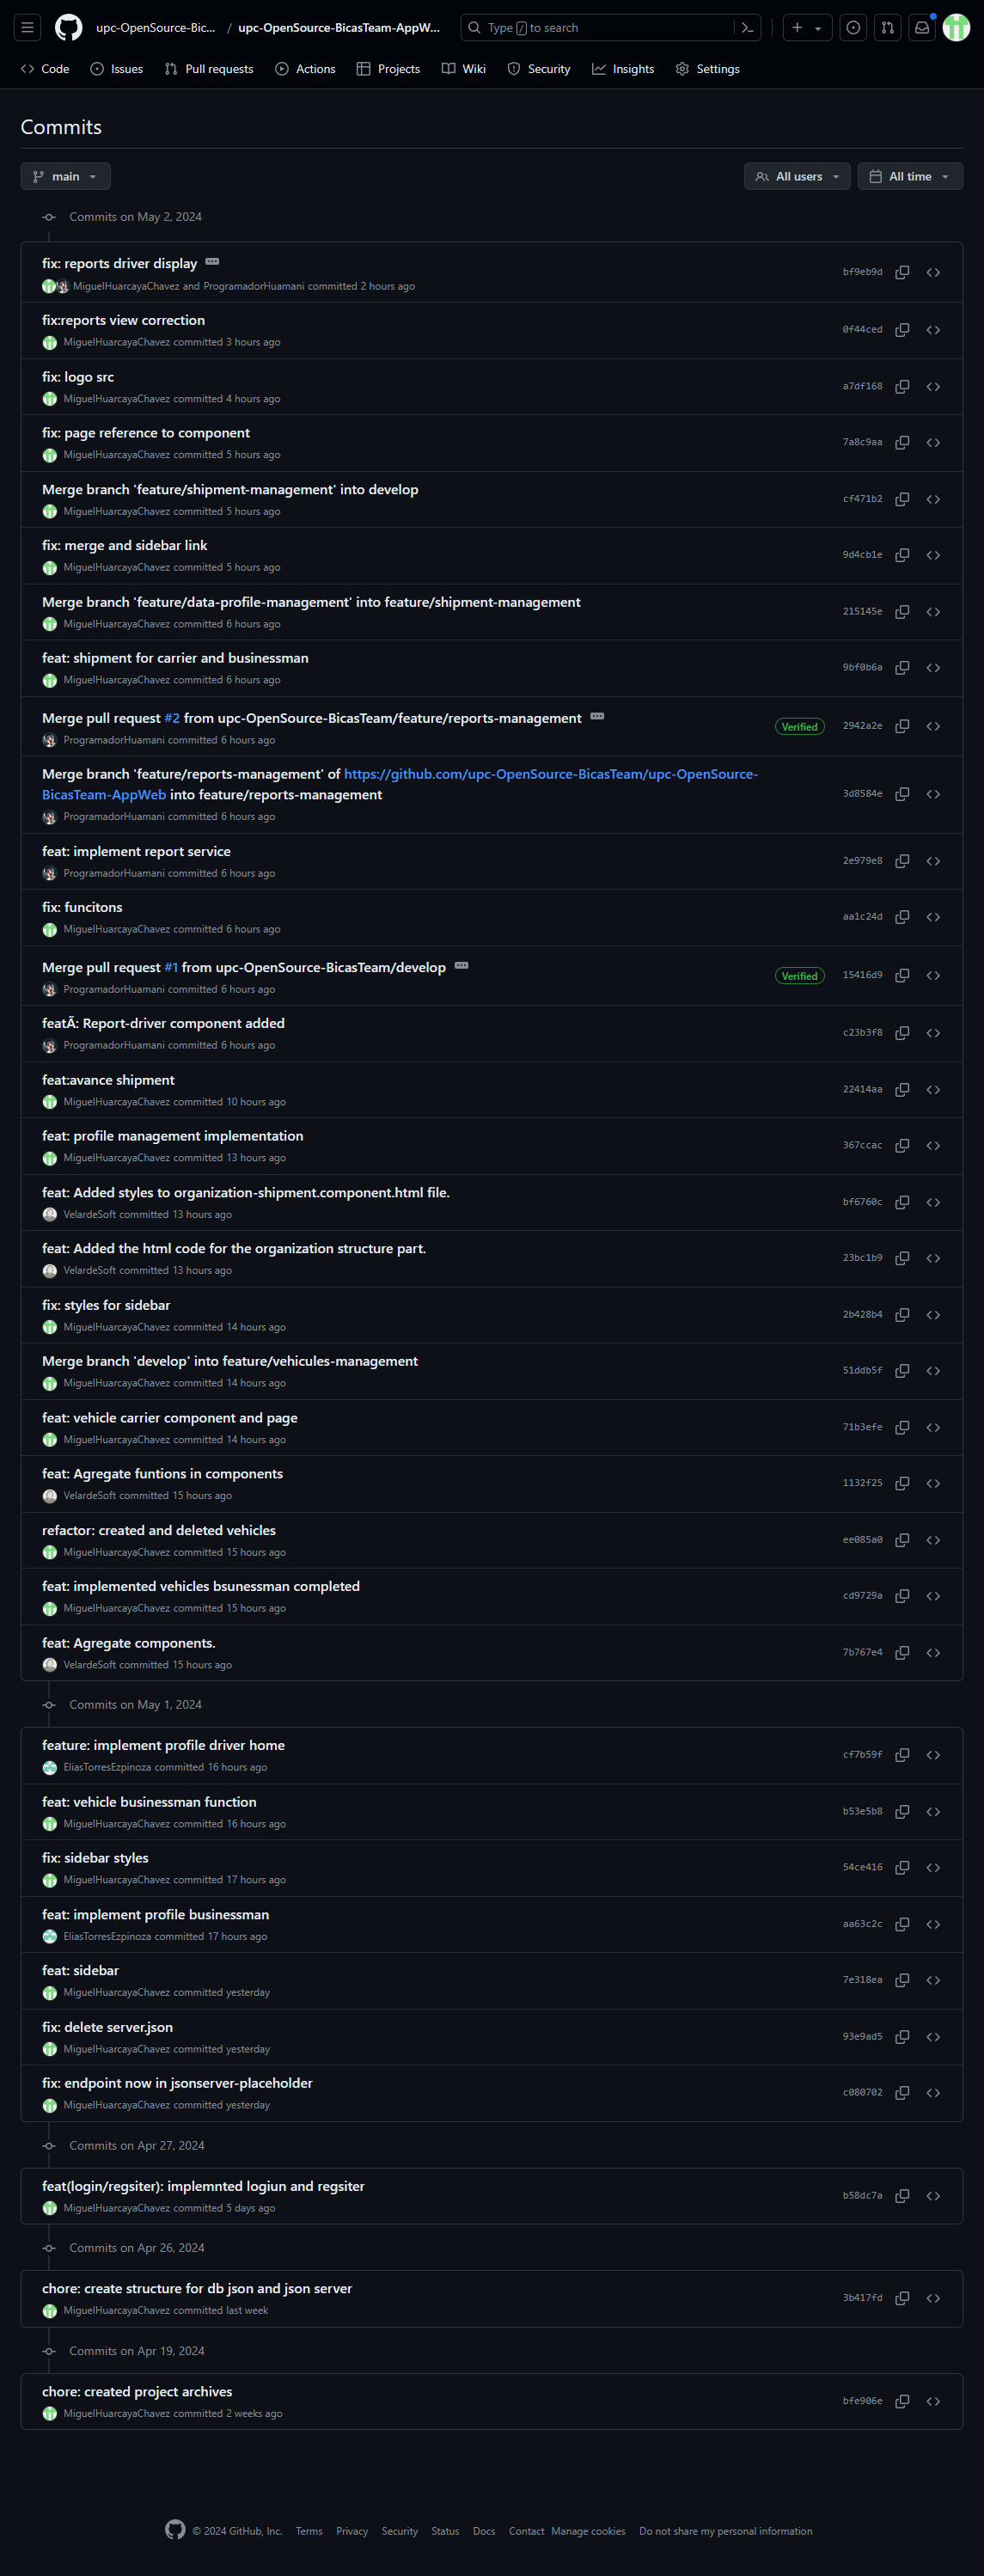 upc-OpenSource-Bic... / upc-OpenSource-BicasTeam-AppW... Type / to search
Code Issues Pull requests Actions Projects Wiki Security Insights Settings
Commits
main All users All time
Commits on May 2, 2024
fix: reports driver display
MiguelHuarcayaChavez and ProgramadorHuamani committed 2 hours ago
bf9eb9d
fix:reports view correction
MiguelHuarcayaChavez committed 3 hours ago
0f44ced
fix: logo src
MiguelHuarcayaChavez committed 4 hours ago
a7df168
fix: page reference to component
MiguelHuarcayaChavez committed 5 hours ago
7a8c9aa
Merge branch 'feature/shipment-management' into develop
MiguelHuarcayaChavez committed 5 hours ago
cf471b2
fix: merge and sidebar link
MiguelHuarcayaChavez committed 5 hours ago
9d4cb1e
Merge branch 'feature/data-profile-management' into feature/shipment-management
MiguelHuarcayaChavez committed 6 hours ago
215145e
feat: shipment for carrier and businessman
MiguelHuarcayaChavez committed 6 hours ago
9bf0b6a
Merge pull request #2 from upc-OpenSource-BicasTeam/feature/reports-management
ProgramadorHuamani committed 6 hours ago
Verified 2942a2e
Merge branch 'feature/reports-management' of https://github.com/upc-OpenSource-BicasTeam/upc-OpenSource-
BicasTeam-AppWeb into feature/reports-management
ProgramadorHuamani committed 6 hours ago
3d8584e
feat: implement report service
ProgramadorHuamani committed 6 hours ago
2e979e8
fix: funcitons
MiguelHuarcayaChavez committed 6 hours ago
aa1c24d
Merge pull request #1 from upc-OpenSource-BicasTeam/develop
ProgramadorHuamani committed 6 hours ago
Verified 15416d9
featÃ: Report-driver component added
ProgramadorHuamani committed 6 hours ago
c23b3f8
feat:avance shipment
MiguelHuarcayaChavez committed 10 hours ago
22414aa
feat: profile management implementation
MiguelHuarcayaChavez committed 13 hours ago
367ccac
feat: Added styles to organization-shipment.component.html file.
VelardeSoft committed 13 hours ago
bf6760c
feat: Added the html code for the organization structure part.
VelardeSoft committed 13 hours ago
23bc1b9
fix: styles for sidebar
MiguelHuarcayaChavez committed 14 hours ago
2b428b4
Merge branch 'develop' into feature/vehicules-management
MiguelHuarcayaChavez committed 14 hours ago
51ddb5f
feat: vehicle carrier component and page
MiguelHuarcayaChavez committed 14 hours ago
71b3efe
feat: Agregate funtions in components
VelardeSoft committed 15 hours ago
1132f25
refactor: created and deleted vehicles
MiguelHuarcayaChavez committed 15 hours ago
ee085a0
feat: implemented vehicles bsunessman completed
MiguelHuarcayaChavez committed 15 hours ago
cd9729a
feat: Agregate components.
VelardeSoft committed 15 hours ago
7b767e4
Commits on May 1, 2024
feature: implement profile driver home
EliasTorresEzpinoza committed 16 hours ago
cf7b59f
feat: vehicle businessman function
MiguelHuarcayaChavez committed 16 hours ago
b53e5b8
fix: sidebar styles
MiguelHuarcayaChavez committed 17 hours ago
54ce416
feat: implement profile businessman
EliasTorresEzpinoza committed 17 hours ago
aa63c2c
feat: sidebar
MiguelHuarcayaChavez committed yesterday
7e318ea
fix: delete server.json
MiguelHuarcayaChavez committed yesterday
93e9ad5
fix: endpoint now in jsonserver-placeholder
MiguelHuarcayaChavez committed yesterday
c080702
Commits on Apr 27, 2024
feat(login/regsiter): implemnted logiun and regsiter
MiguelHuarcayaChavez committed 5 days ago
b58dc7a
Commits on Apr 26, 2024
chore: create structure for db json and json server
MiguelHuarcayaChavez committed last week
3b417fd
Commits on Apr 19, 2024
chore: created project archives
MiguelHuarcayaChavez committed 2 weeks ago
bfe906e
© 2024 GitHub, Inc. Terms Privacy Security Status Docs Contact Manage cookies Do not share my personal information